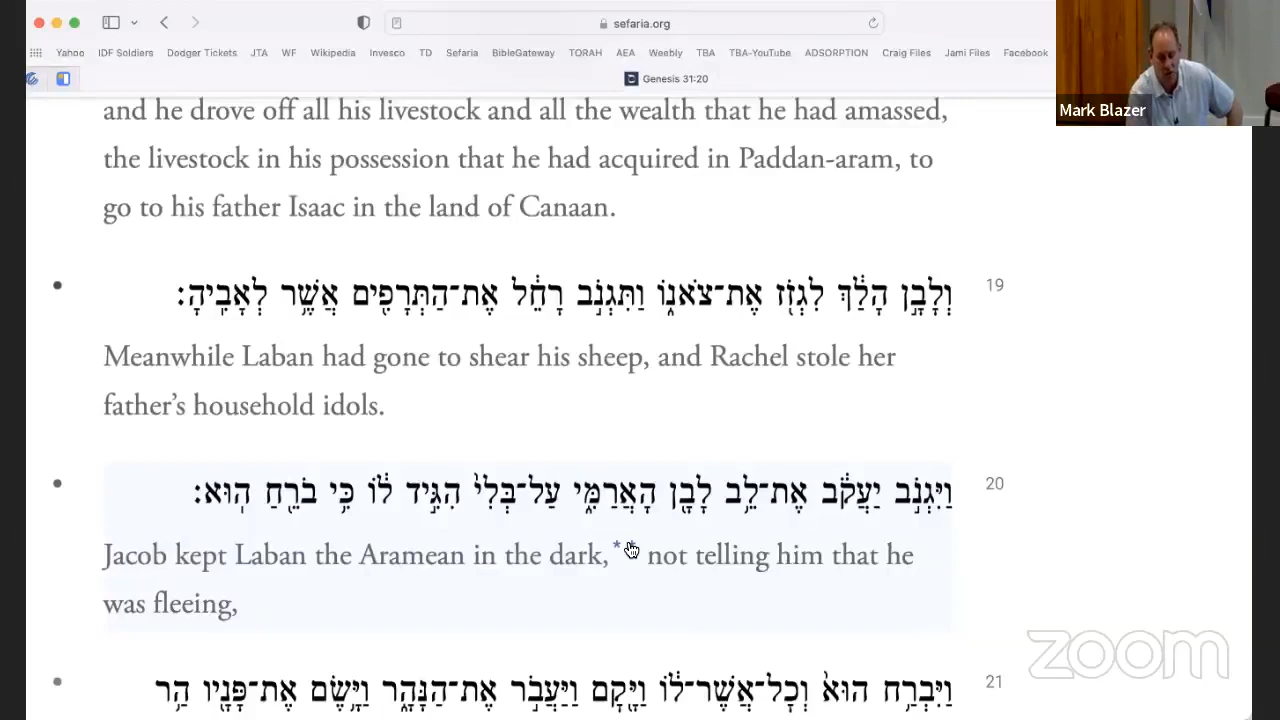 sefaria.org
Yahoo IDF Soldiers Dodger Tickets JTA WF Wikipedia Invesco TD Sefaria BibleGateway TORAH AEA Weebly TBA TBA-YouTube ADSORPTION Craig Files Jami Files Facebook
Genesis 31:20
Mark Blazer
and he drove off all his livestock and all the wealth that he had amassed,
the livestock in his possession that he had acquired in Paddan-aram, to
go to his father Isaac in the land of Canaan.
19
וְלָבָ֣ן הָלַ֔ךְ לִגְזֹ֖ז אֶת־צֹאנ֑וֹ וַתִּגְנֹ֣ב רָחֵ֔ל אֶת־הַתְּרָפִ֖ים אֲשֶׁ֥ר לְאָבִֽיהָ׃
Meanwhile Laban had gone to shear his sheep, and Rachel stole her
father’s household idols.
20
וַיִּגְנֹ֣ב יַעֲקֹ֔ב אֶת־לֵ֥ב לָבָ֖ן הָאֲרַמִּ֑י עַל־בְּלִי֙ הִגִּ֣יד ל֔וֹ כִּ֥י בֹרֵ֖חַ הֽוּא׃
Jacob kept Laban the Aramean in the dark,* not telling him that he
was fleeing,
21
וַיִּבְרַ֥ח הוּא֙ וְכׇל־אֲשֶׁר־ל֔וֹ וַיָּ֖קׇם וַיַּעֲבֹ֣ר אֶת־הַנָּהָ֑ר וַיָּ֥שֶׂם אֶת־פָּנָ֖יו הַ֥ר
zoom